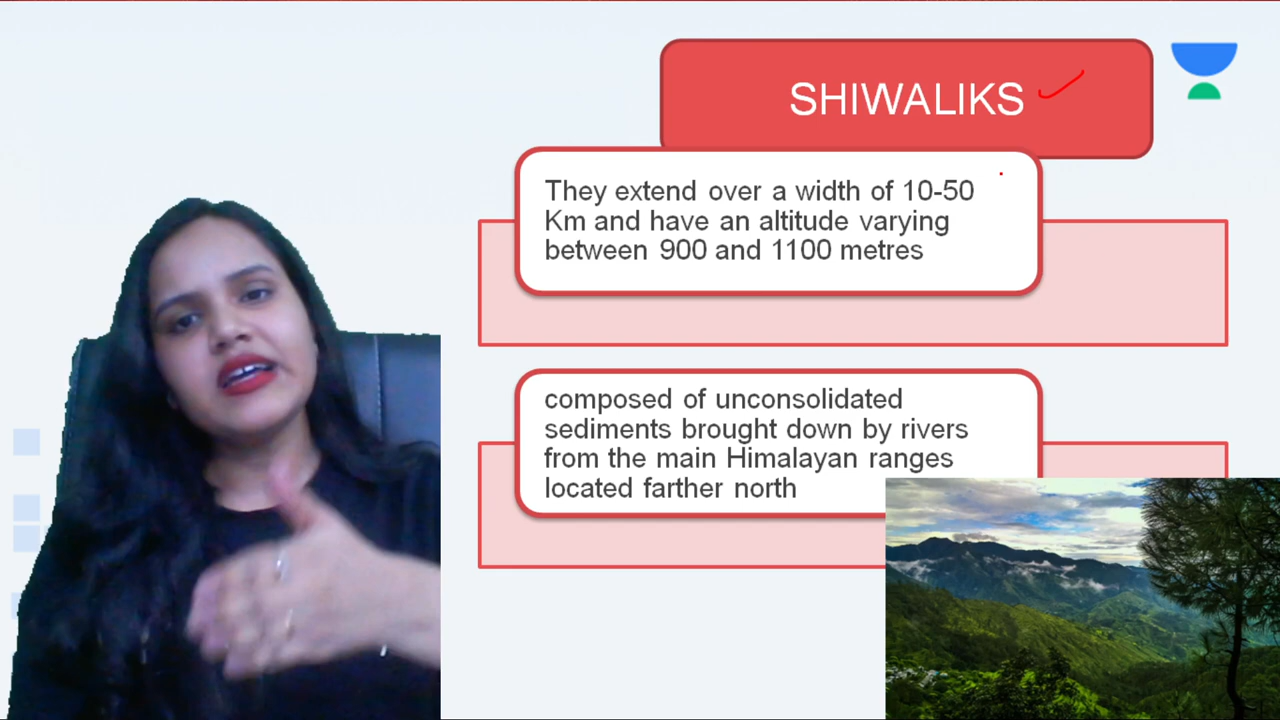 SHIWALIKS
They extend over a width of 10-50
Km and have an altitude varying
between 900 and 1100 metres
composed of unconsolidated
sediments brought down by rivers
from the main Himalayan ranges
located farther north